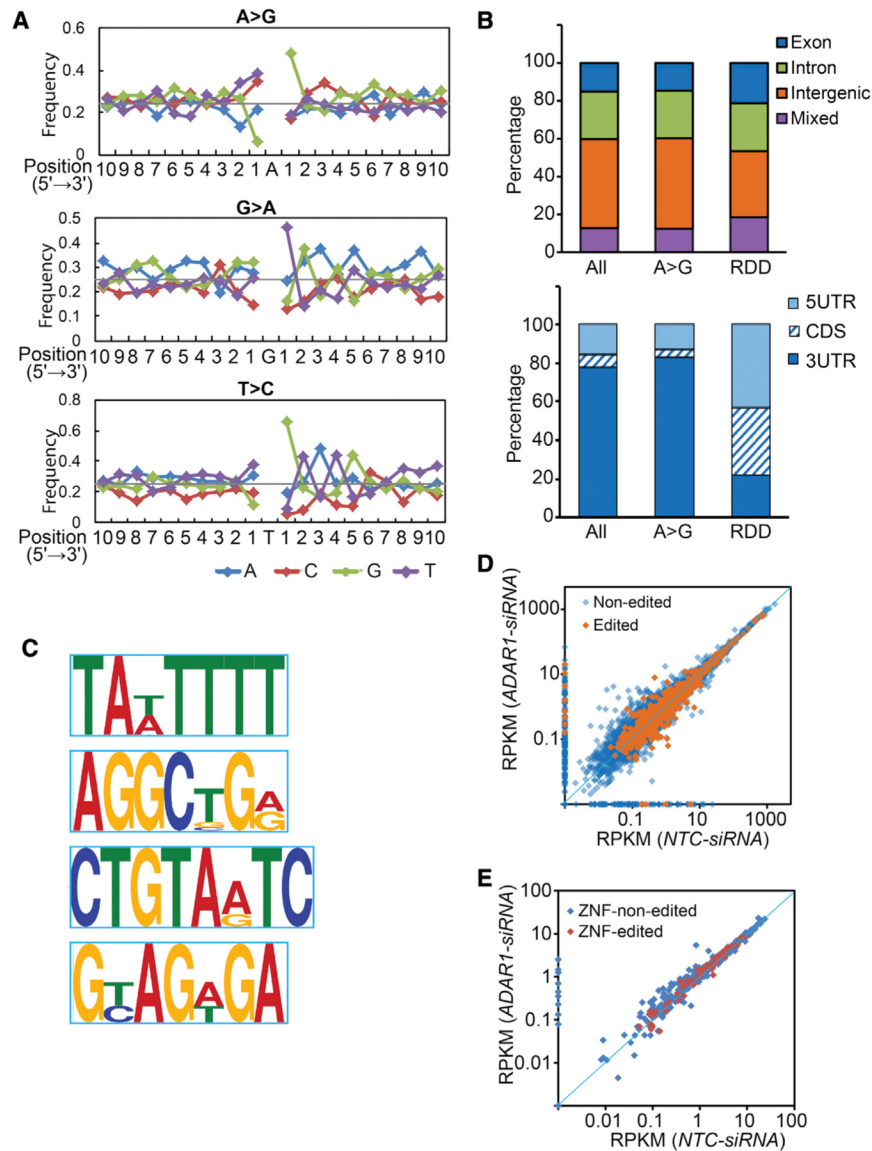 A
A>G
0.6
0.4
0.2
0
Frequency
Position
(5'→3')
10 9 8 7 6 5 4 3 2 1 A 1 2 3 4 5 6 7 8 9 10
G>A
0.5
0.4
0.3
0.2
0.1
0
Frequency
Position
(5'→3')
10 9 8 7 6 5 4 3 2 1 G 1 2 3 4 5 6 7 8 9 10
T>C
0.8
0.6
0.4
0.2
0
Frequency
Position
(5'→3')
10 9 8 7 6 5 4 3 2 1 T 1 2 3 4 5 6 7 8 9 10
A C G T
B
100
80
60
40
20
0
Percentage
All A>G RDD
Exon
Intron
Intergenic
Mixed
100
80
60
40
20
0
Percentage
All A>G RDD
5UTR
CDS
3UTR
C
TATTTTT
A
AGGCTGA
G
CTGTAATC
G
GTAGAGA
C T
D
Non-edited
Edited
1000
10
0.1
RPKM (ADAR1-siRNA)
0.1 10 1000
RPKM (NTC-siRNA)
E
ZNF-non-edited
ZNF-edited
100
10
1
0.1
0.01
RPKM (ADAR1-siRNA)
0.01 0.1 1 10 100
RPKM (NTC-siRNA)